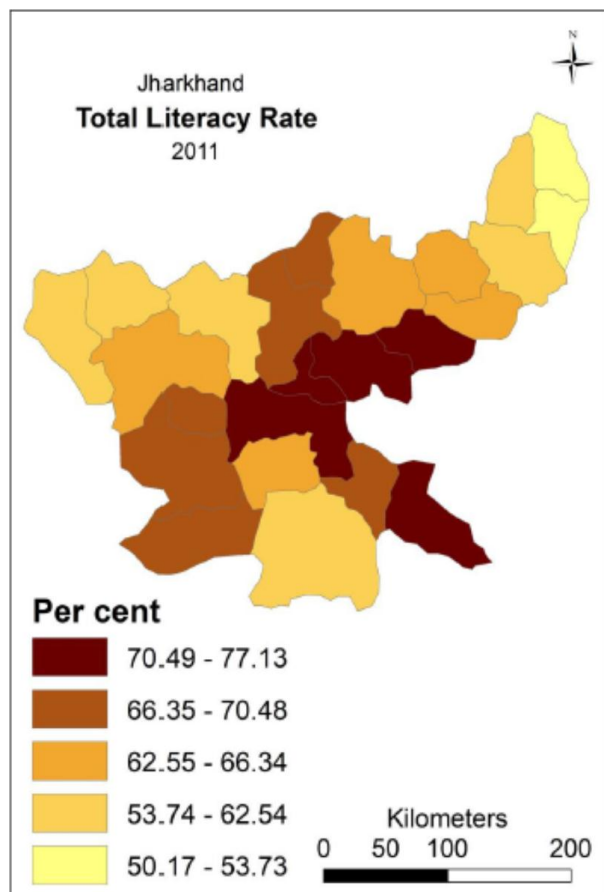 N
Jharkhand
Total Literacy Rate
2011
Per cent
70.49 - 77.13
66.35 - 70.48
62.55 - 66.34
53.74 - 62.54
50.17 - 53.73
Kilometers
0 50 100 200